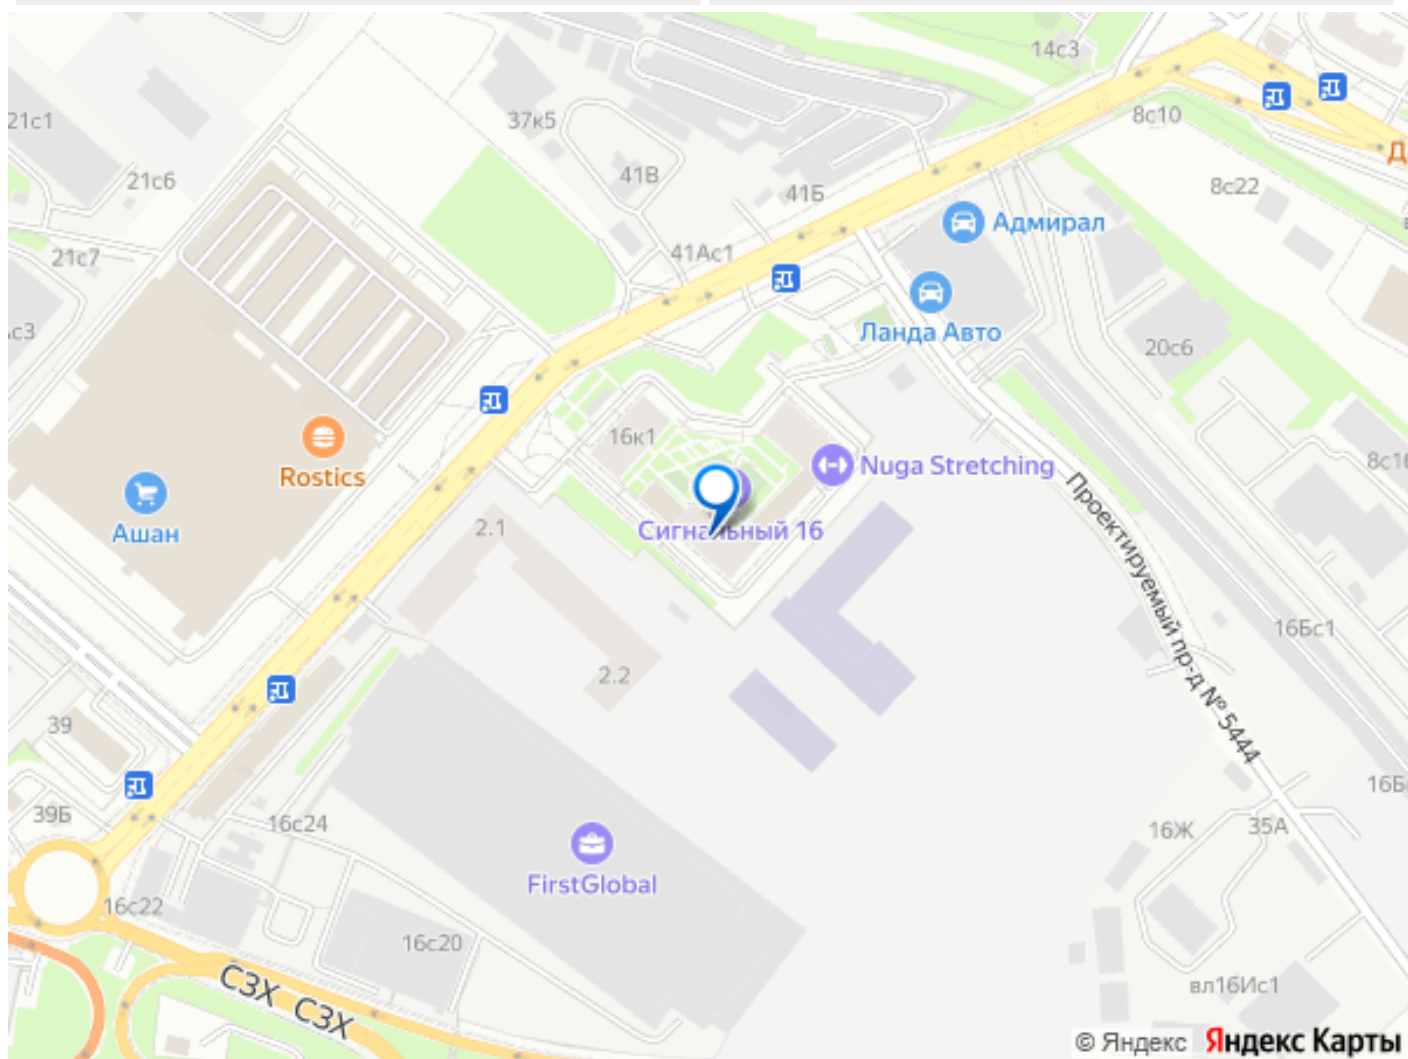 14с3
21с1
37к5
8с10
21с6
41В
41Б
8с22
Адмирал
21с7
41Ас1
с3
Ланда Авто
20с6
16к1
Rostics
Nuga Stretching
8с16
Ашан
2.1
Сигнальный 16
Проектируемый пр-д № 5444
16Бс1
2.2
39
39Б
16с24
16Ж
35А
16Б
FirstGlobal
16с22
16с20
СЗХ СЗХ
вл16Ис1
© Яндекс Яндекс Карты